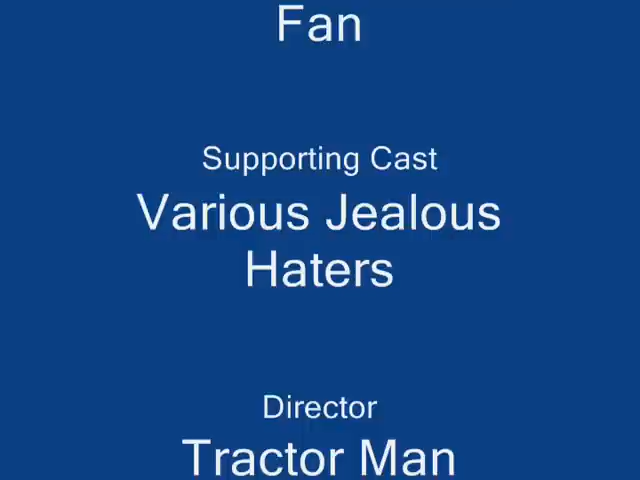 Fan
Supporting Cast
Various Jealous
Haters
Director
Tractor Man